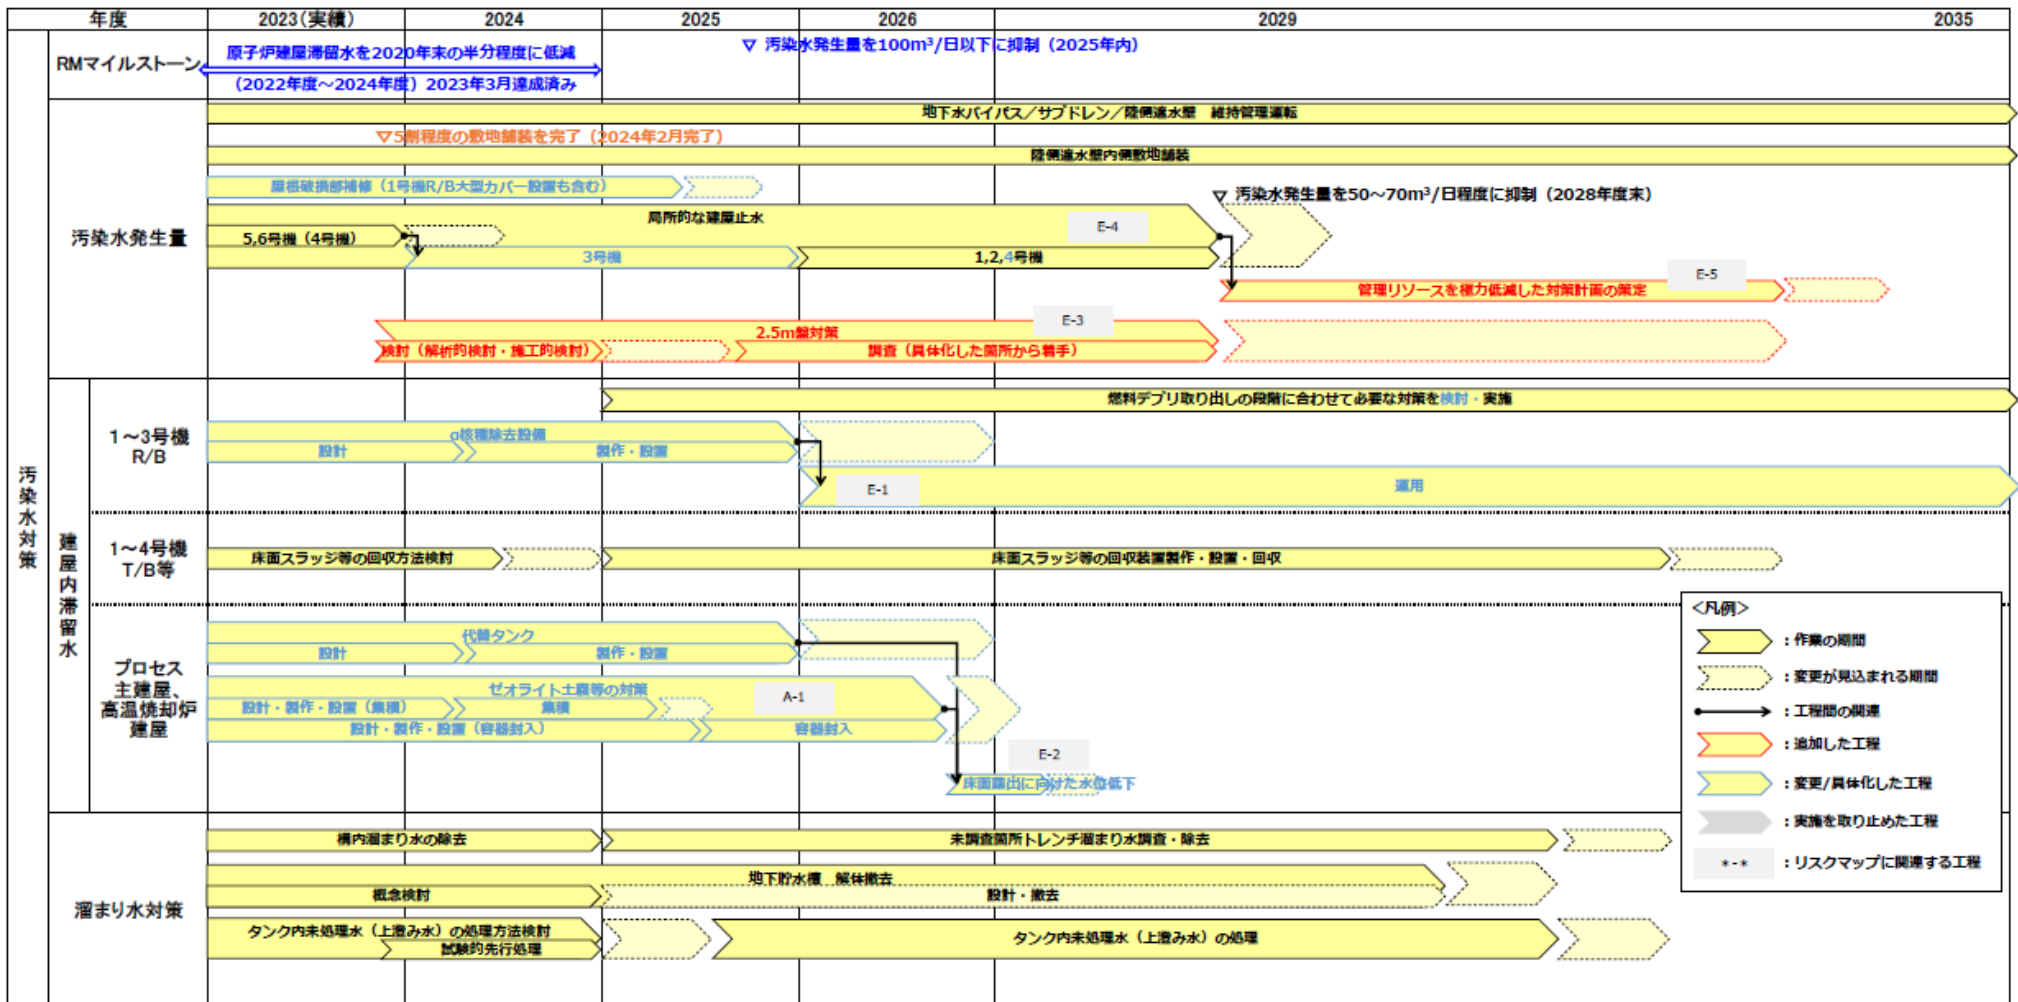 年度
2023(実績)
2024
2025
2026
2029
2035
汚染水対策
RMマイルストーン
原子炉建屋滞留水を2020年末の半分程度に低減
(2022年度～2024年度) 2023年3月達成済み
▽ 汚染水発生量を100m³/日以下に抑制（2025年内）
汚染水発生量
地下水バイパス／サブドレン／陸側遮水壁　維持管理運転
▽5割程度の敷地舗装を完了（2024年2月完了）
陸側遮水壁内側敷地舗装
屋根破損部補修（1号機R/B大型カバー設置も含む）
▽ 汚染水発生量を50～70m³/日程度に抑制（2028年度末）
局所的な建屋止水
E-4
5,6号機（4号機）
3号機
1,2,4号機
E-5
管理リソースを極力低減した対策計画の策定
E-3
2.5m盤対策
検討（解析的検討・施工的検討）
調査（具体化した箇所から着手）
建屋内滞留水
1～3号機
R/B
燃料デブリ取り出しの段階に合わせて必要な対策を検討・実施
α核種除去設備
設計
製作・設置
E-1
運用
1～4号機
T/B等
床面スラッジ等の回収方法検討
床面スラッジ等の回収装置製作・設置・回収
プロセス
主建屋、
高温焼却炉
建屋
代替タンク
設計
製作・設置
ゼオライト土嚢等の対策
A-1
設計・製作・設置（集積）
集積
設計・製作・設置（容器封入）
容器封入
E-2
床面露出に向けた水位低下
溜まり水対策
構内溜まり水の除去
未調査箇所トレンチ溜まり水調査・除去
地下貯水槽　解体撤去
概念検討
設計・撤去
タンク内未処理水（上澄み水）の処理方法検討
試験的先行処理
タンク内未処理水（上澄み水）の処理
<凡例>
：作業の期間
：変更が見込まれる期間
：工程間の関連
：追加した工程
：変更/具体化した工程
：実施を取り止めた工程
*-*
：リスクマップに関連する工程